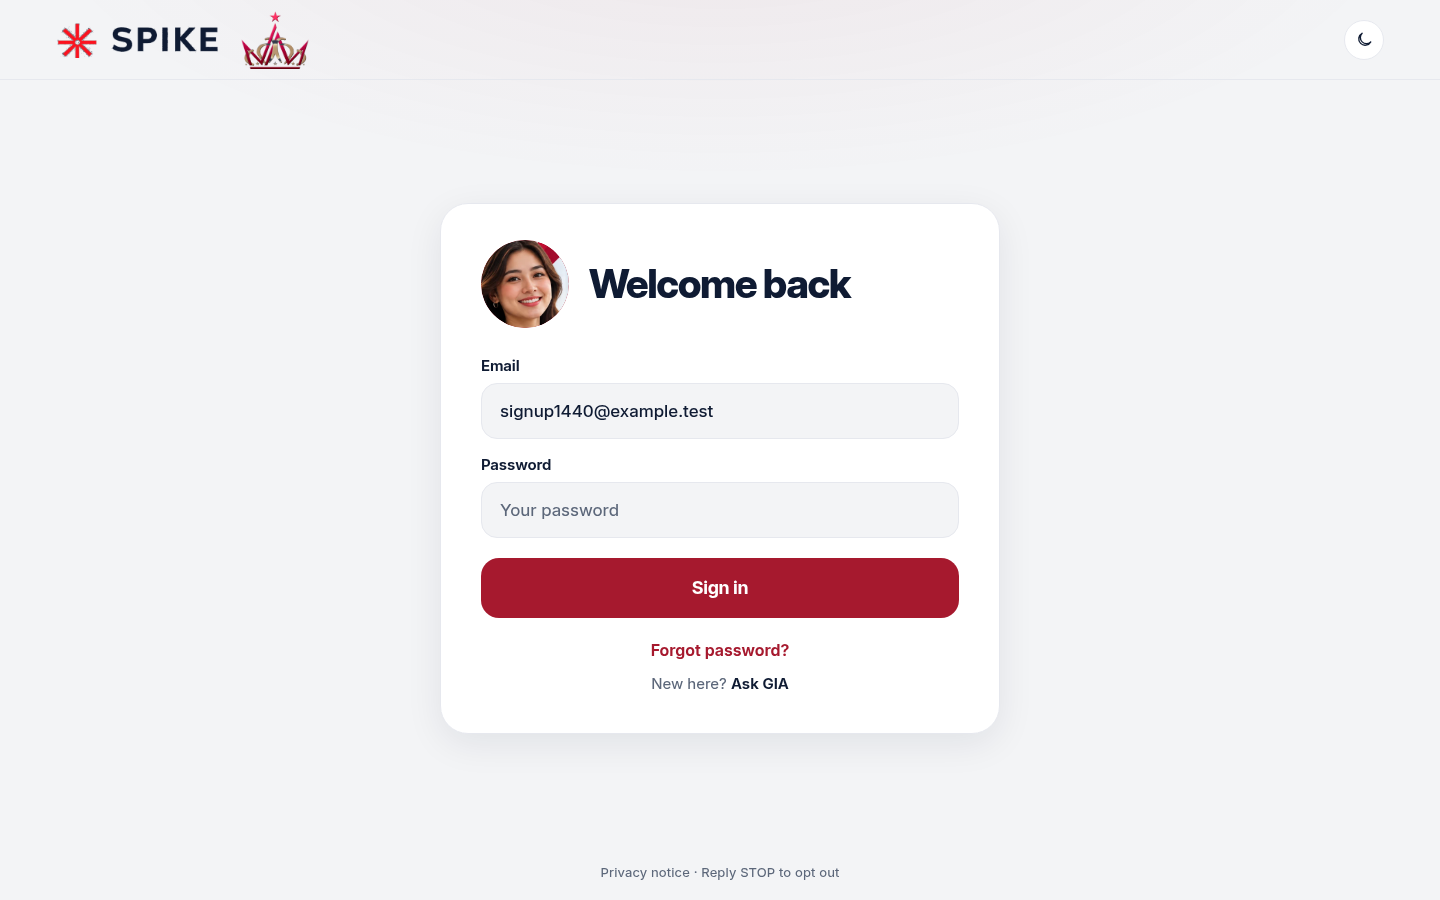 SPIKE
Welcome back
Email
signup1440@example.test
Password
Your password
Sign in
Forgot password?
New here? Ask GIA
Privacy notice · Reply STOP to opt out